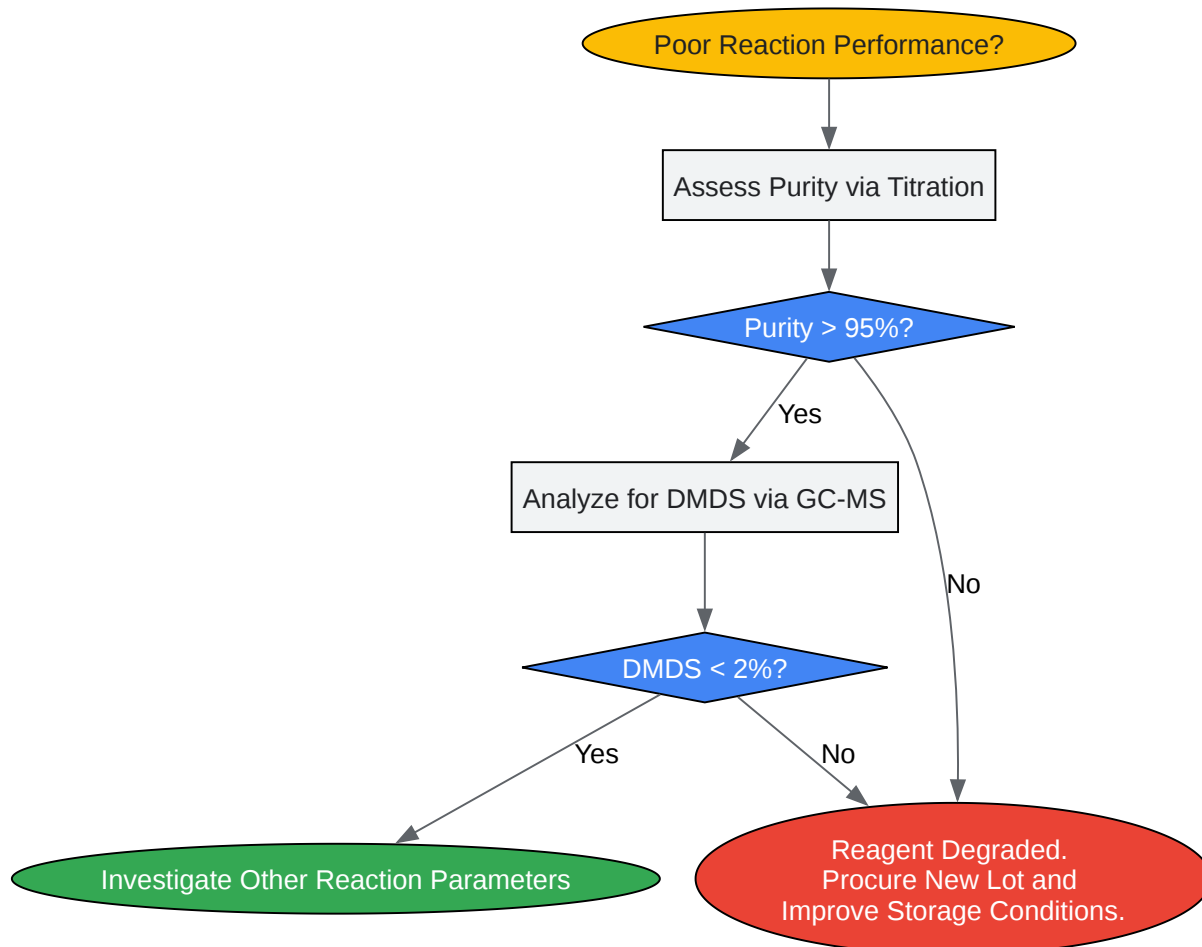 Poor Reaction Performance?
Assess Purity via Titration
Purity > 95%?
Yes
Analyze for DMDS via GC-MS
No
DMDS < 2%?
Yes
No
Investigate Other Reaction Parameters
Reagent Degraded.
Procure New Lot and
Improve Storage Conditions.